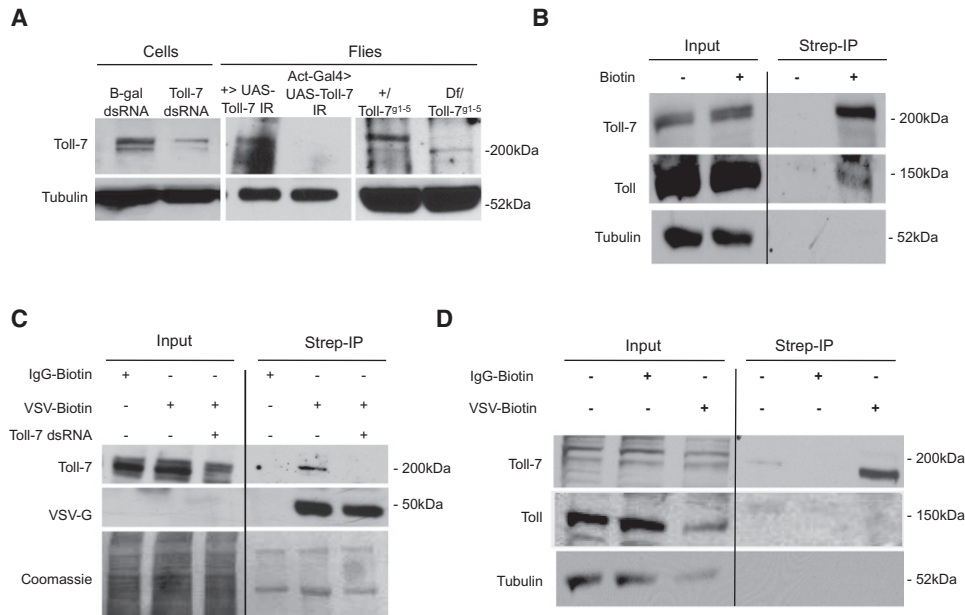 A
Cells
Flies
B-gal
dsRNA
Toll-7
dsRNA
+> UAS-
Toll-7 IR
Act-Gal4>
UAS-Toll-7
IR
+/
Toll-7g1-5
Df/
Toll-7g1-5
Toll-7
-200kDa
Tubulin
-52kDa
B
Input
Strep-IP
Biotin - + - +
Toll-7
- 200kDa
Toll
- 150kDa
Tubulin
- 52kDa
C
Input
Strep-IP
IgG-Biotin + - - + - -
VSV-Biotin - + + - + +
Toll-7 dsRNA - - + - - +
Toll-7
- 200kDa
VSV-G
- 50kDa
Coomassie
D
Input
Strep-IP
IgG-Biotin - + - - + -
VSV-Biotin - - + - - +
Toll-7
- 200kDa
Toll
- 150kDa
Tubulin
- 52kDa